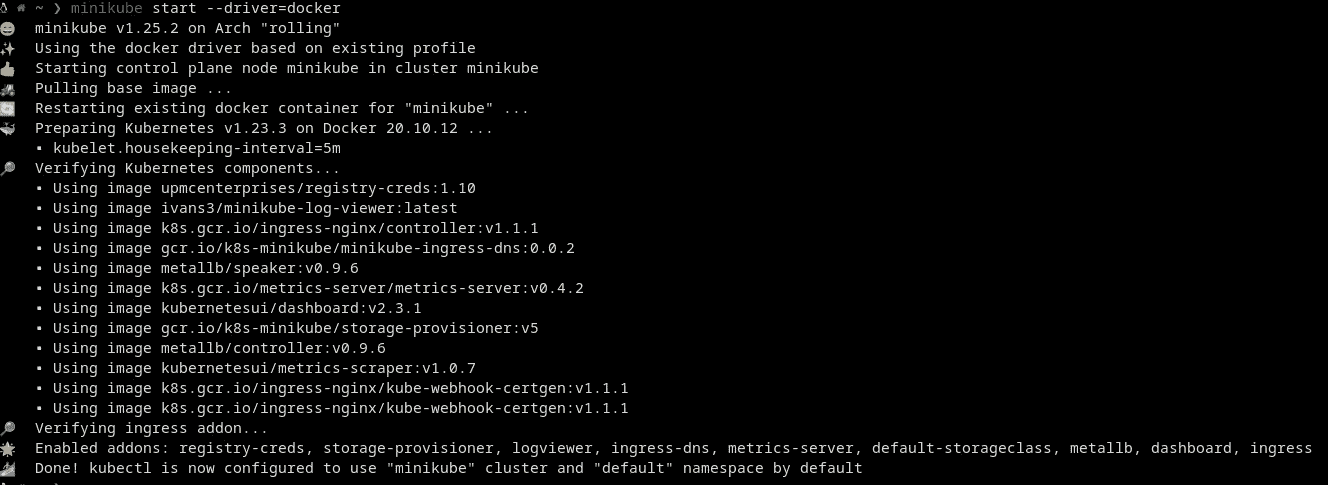 ~ ❯ minikube start --driver=docker
😄 minikube v1.25.2 on Arch "rolling"
✨ Using the docker driver based on existing profile
👍 Starting control plane node minikube in cluster minikube
🚜 Pulling base image ...
🔄 Restarting existing docker container for "minikube" ...
🐳 Preparing Kubernetes v1.23.3 on Docker 20.10.12 ...
▪ kubelet.housekeeping-interval=5m
🔎 Verifying Kubernetes components...
▪ Using image upmcenterprises/registry-creds:1.10
▪ Using image ivans3/minikube-log-viewer:latest
▪ Using image k8s.gcr.io/ingress-nginx/controller:v1.1.1
▪ Using image gcr.io/k8s-minikube/minikube-ingress-dns:0.0.2
▪ Using image metallb/speaker:v0.9.6
▪ Using image k8s.gcr.io/metrics-server/metrics-server:v0.4.2
▪ Using image kubernetesui/dashboard:v2.3.1
▪ Using image gcr.io/k8s-minikube/storage-provisioner:v5
▪ Using image metallb/controller:v0.9.6
▪ Using image kubernetesui/metrics-scraper:v1.0.7
▪ Using image k8s.gcr.io/ingress-nginx/kube-webhook-certgen:v1.1.1
▪ Using image k8s.gcr.io/ingress-nginx/kube-webhook-certgen:v1.1.1
🔎 Verifying ingress addon...
🌟 Enabled addons: registry-creds, storage-provisioner, logviewer, ingress-dns, metrics-server, default-storageclass, metallb, dashboard, ingress
🏄 Done! kubectl is now configured to use "minikube" cluster and "default" namespace by default